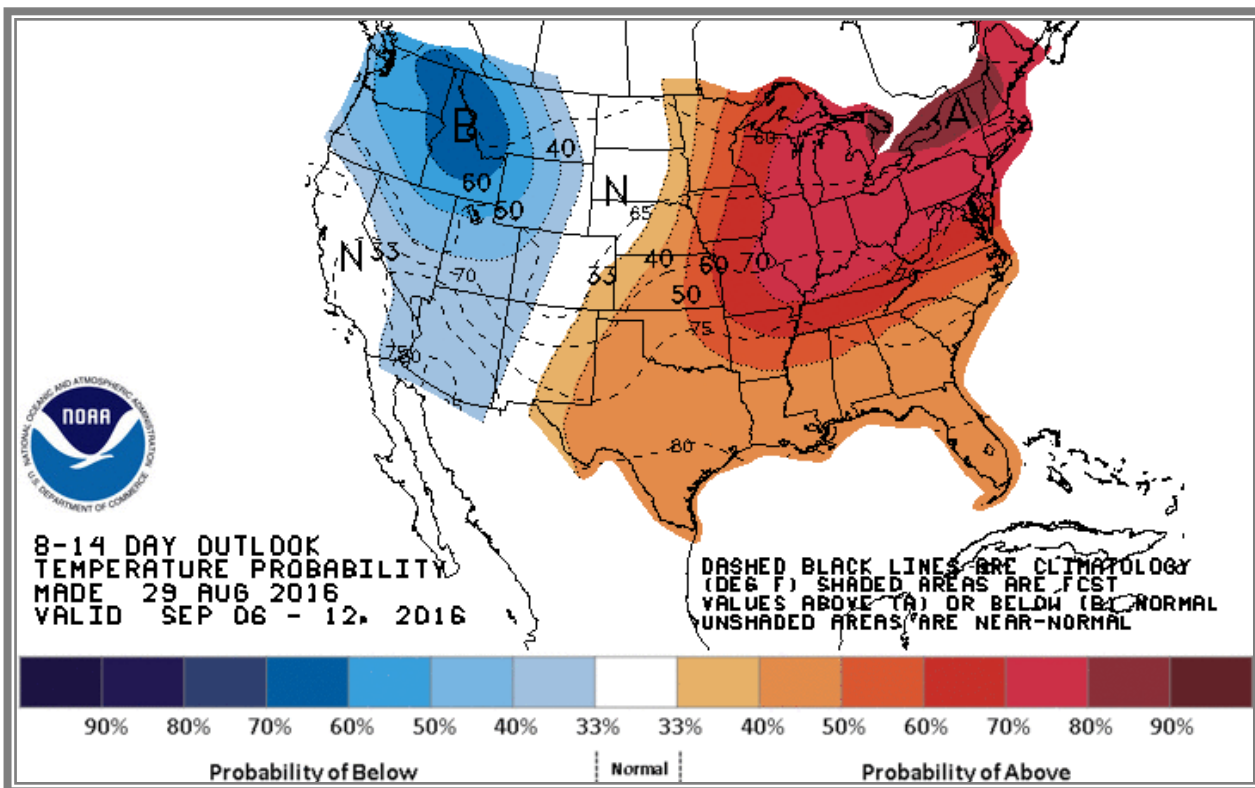 A
B
60
40
N
60
65
50
N
33
40
60
70
70
70
33
50
75
75
80
NATIONAL OCEANIC AND ATMOSPHERIC ADMINISTRATION
NOAA
U.S. DEPARTMENT OF COMMERCE
8-14 DAY OUTLOOK
TEMPERATURE PROBABILITY
MADE 29 AUG 2016
VALID SEP 06 - 12, 2016
DASHED BLACK LINES ARE CLIMATOLOGY
(DEG F) SHADED AREAS ARE FCST
VALUES ABOVE (A) OR BELOW (B) NORMAL
UNSHADED AREAS ARE NEAR-NORMAL
90% 80% 70% 60% 50% 40% 33% 33% 40% 50% 60% 70% 80% 90%
Probability of Below Normal Probability of Above